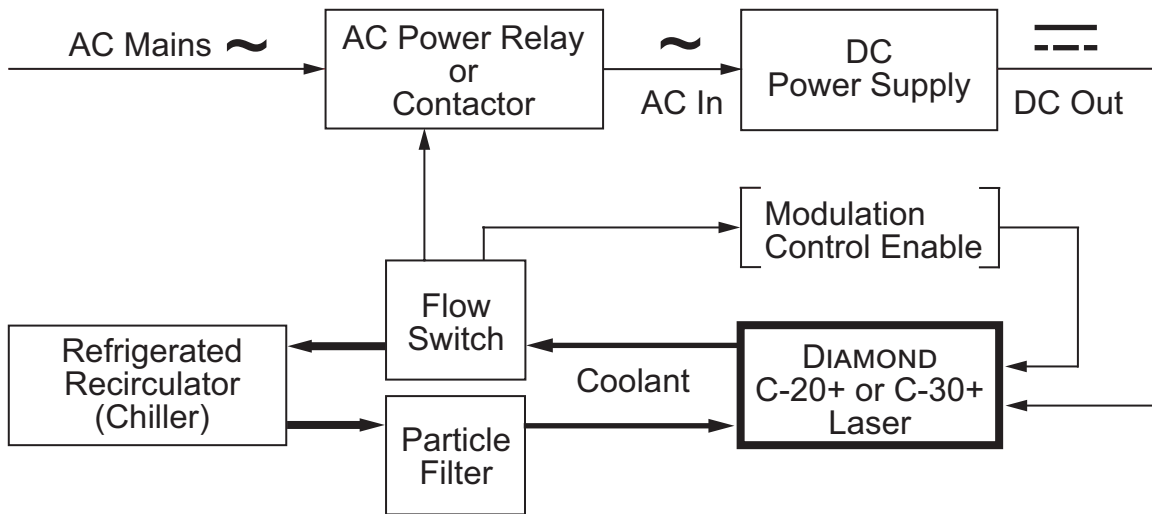 AC Mains ~
AC Power Relay
or
Contactor
~
AC In
DC
Power Supply
DC Out
Modulation
Control Enable
Flow
Switch
Refrigerated
Recirculator
(Chiller)
Coolant
DIAMOND
C-20+ or C-30+
Laser
Particle
Filter